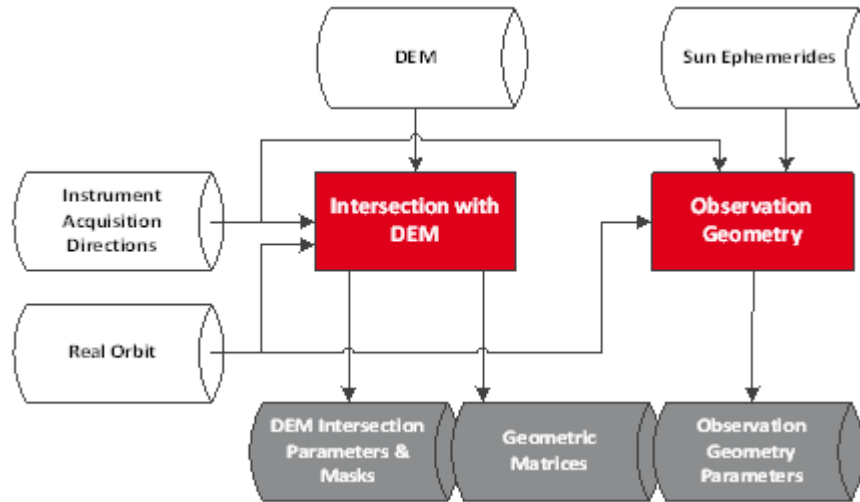 DEM
Sun Ephemerides
Instrument
Acquisition
Directions
Intersection with
DEM
Observation
Geometry
Real Orbit
DEM Intersection
Parameters &
Masks
Geometric
Matrices
Observation
Geometry
Parameters